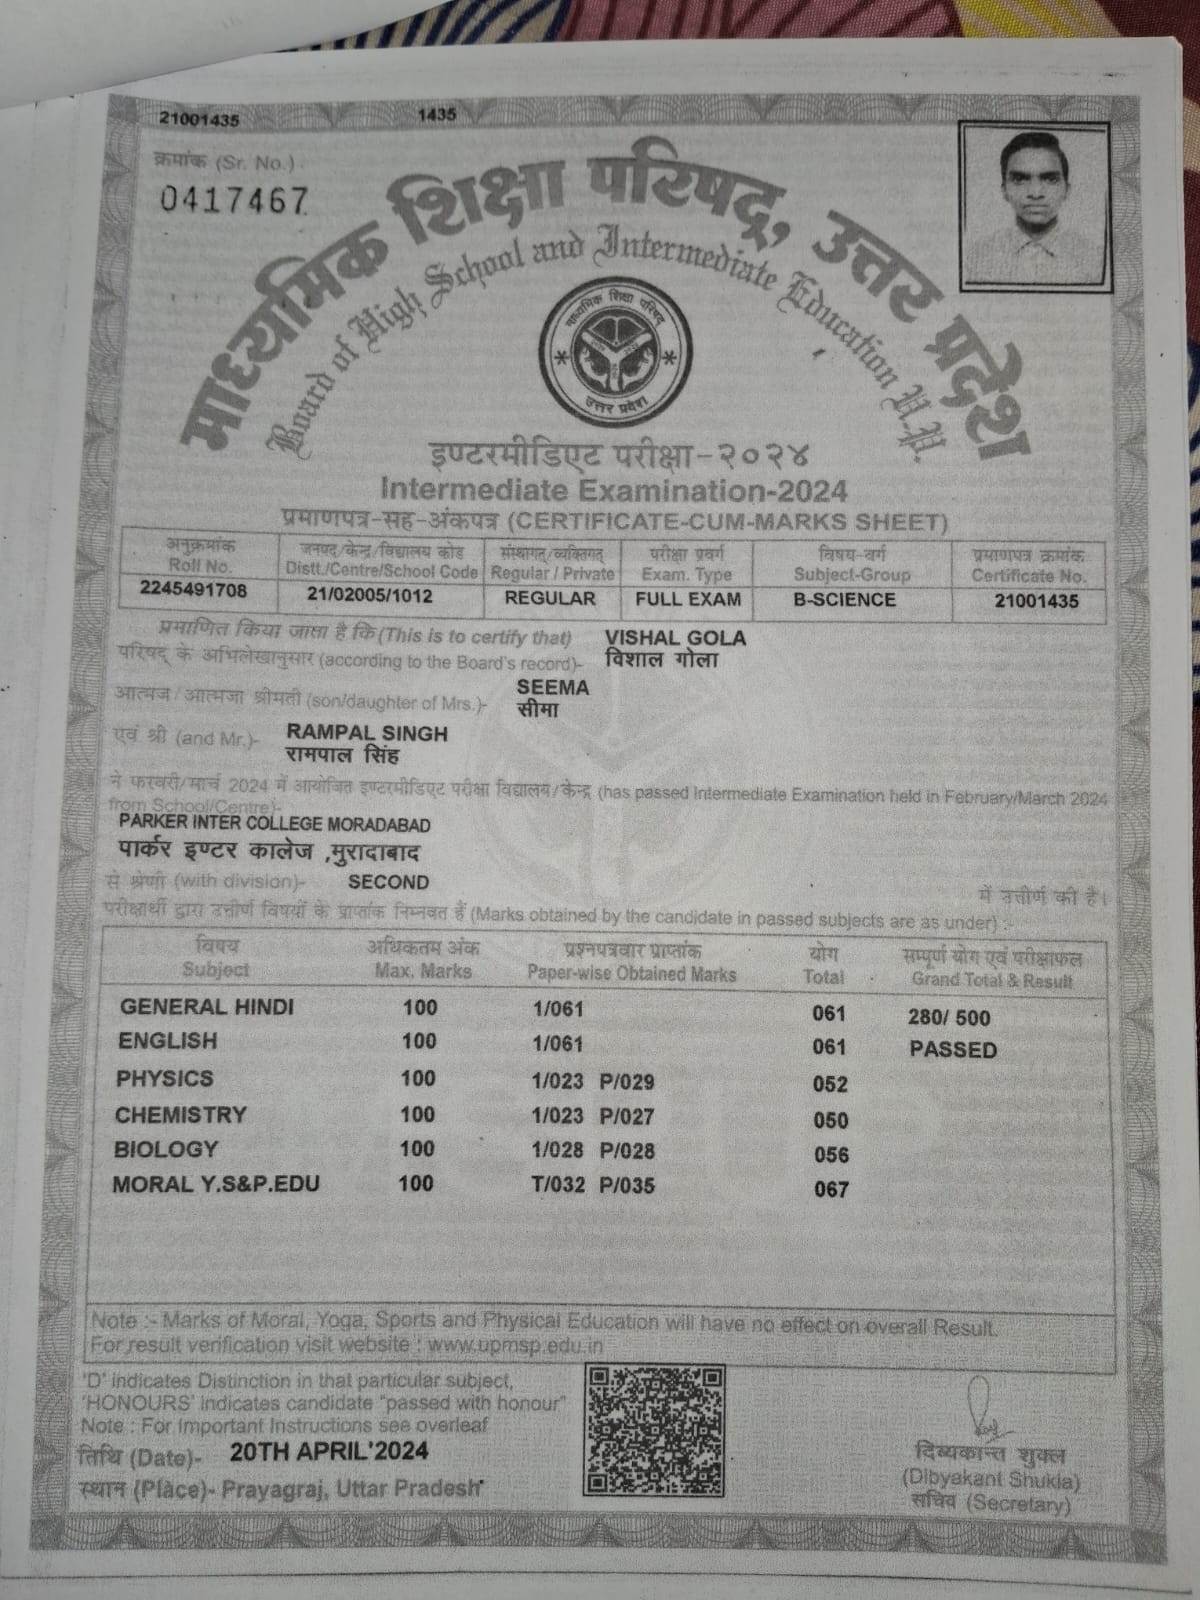 21001435 1435
क्रमांक (Sr. No.)
0417467
माध्यमिक शिक्षा परिषद्, उत्तर प्रदेश
Board of High School and Intermediate Education U.P.
माध्यमिक शिक्षा परिषद्
उत्तर प्रदेश
इण्टरमीडिएट परीक्षा-२०२४
Intermediate Examination-2024
प्रमाणपत्र-सह-अंकपत्र (CERTIFICATE-CUM-MARKS SHEET)
अनुक्रमांक जनपद/केन्द्र/विद्यालय कोड संस्थागत/व्यक्तिगत परीक्षा प्रवर्ग विषय-वर्ग प्रमाणपत्र क्रमांक
Roll No. Distt./Centre/School Code Regular / Private Exam. Type Subject-Group Certificate No.
2245491708 21/02005/1012 REGULAR FULL EXAM B-SCIENCE 21001435
प्रमाणित किया जाता है कि (This is to certify that) VISHAL GOLA
परिषद् के अभिलेखानुसार (according to the Board's record)- विशाल गोला
आत्मज/आत्मजा श्रीमती (son/daughter of Mrs.)- SEEMA
सीमा
एवं श्री (and Mr.)- RAMPAL SINGH
रामपाल सिंह
ने फरवरी/मार्च 2024 में आयोजित इण्टरमीडिएट परीक्षा विद्यालय/केन्द्र (has passed Intermediate Examination held in February/March 2024
from School/Centre)-
PARKER INTER COLLEGE MORADABAD
पार्कर इण्टर कालेज ,मुरादाबाद
से श्रेणी (with division)- SECOND में उत्तीर्ण की है।
परीक्षार्थी द्वारा उत्तीर्ण विषयों के प्राप्तांक निम्नवत हैं (Marks obtained by the candidate in passed subjects are as under) :-
विषय अधिकतम अंक प्रश्नपत्रवार प्राप्तांक योग सम्पूर्ण योग एवं परीक्षाफल
Subject Max. Marks Paper-wise Obtained Marks Total Grand Total & Result
GENERAL HINDI 100 1/061 061 280/ 500
ENGLISH 100 1/061 061 PASSED
PHYSICS 100 1/023 P/029 052
CHEMISTRY 100 1/023 P/027 050
BIOLOGY 100 1/028 P/028 056
MORAL Y.S&P.EDU 100 T/032 P/035 067
Note :- Marks of Moral, Yoga, Sports and Physical Education will have no effect on overall Result.
For result verification visit website : www.upmsp.edu.in
'D' indicates Distinction in that particular subject,
'HONOURS' Indicates candidate "passed with honour"
Note : For Important Instructions see overleaf
तिथि (Date)- 20TH APRIL'2024
स्थान (Place)- Prayagraj, Uttar Pradesh
दिव्यकान्त शुक्ल
(Dibyakant Shukla)
सचिव (Secretary)